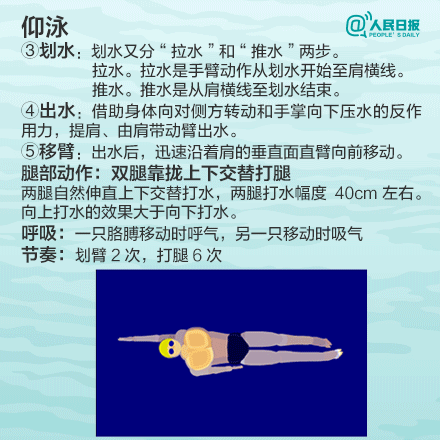 仰泳
@人民日报
PEOPLE'S DAILY
③划水：划水又分“拉水”和“推水”两步。
拉水。拉水是手臂动作从划水开始至肩横线。
推水。推水是从肩横线至划水结束。
④出水：借助身体向对侧方转动和手掌向下压水的反作
用力，提肩、由肩带动臂出水。
⑤移臂：出水后，迅速沿着肩的垂直面直臂向前移动。
腿部动作：双腿靠拢上下交替打腿
两腿自然伸直上下交替打水，两腿打水幅度 40cm 左右。
向上打水的效果大于向下打水。
呼吸：一只胳膊移动时呼气，另一只移动时吸气
节奏：划臂 2 次，打腿 6 次